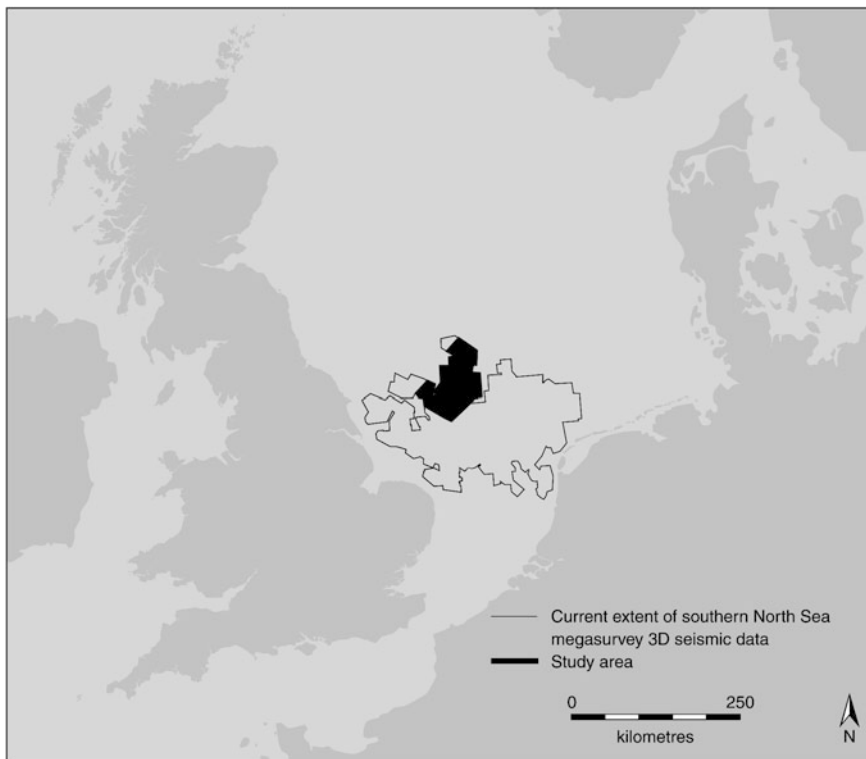 Current extent of southern North Sea
megasurvey 3D seismic data
Study area
0 250
kilometres
N